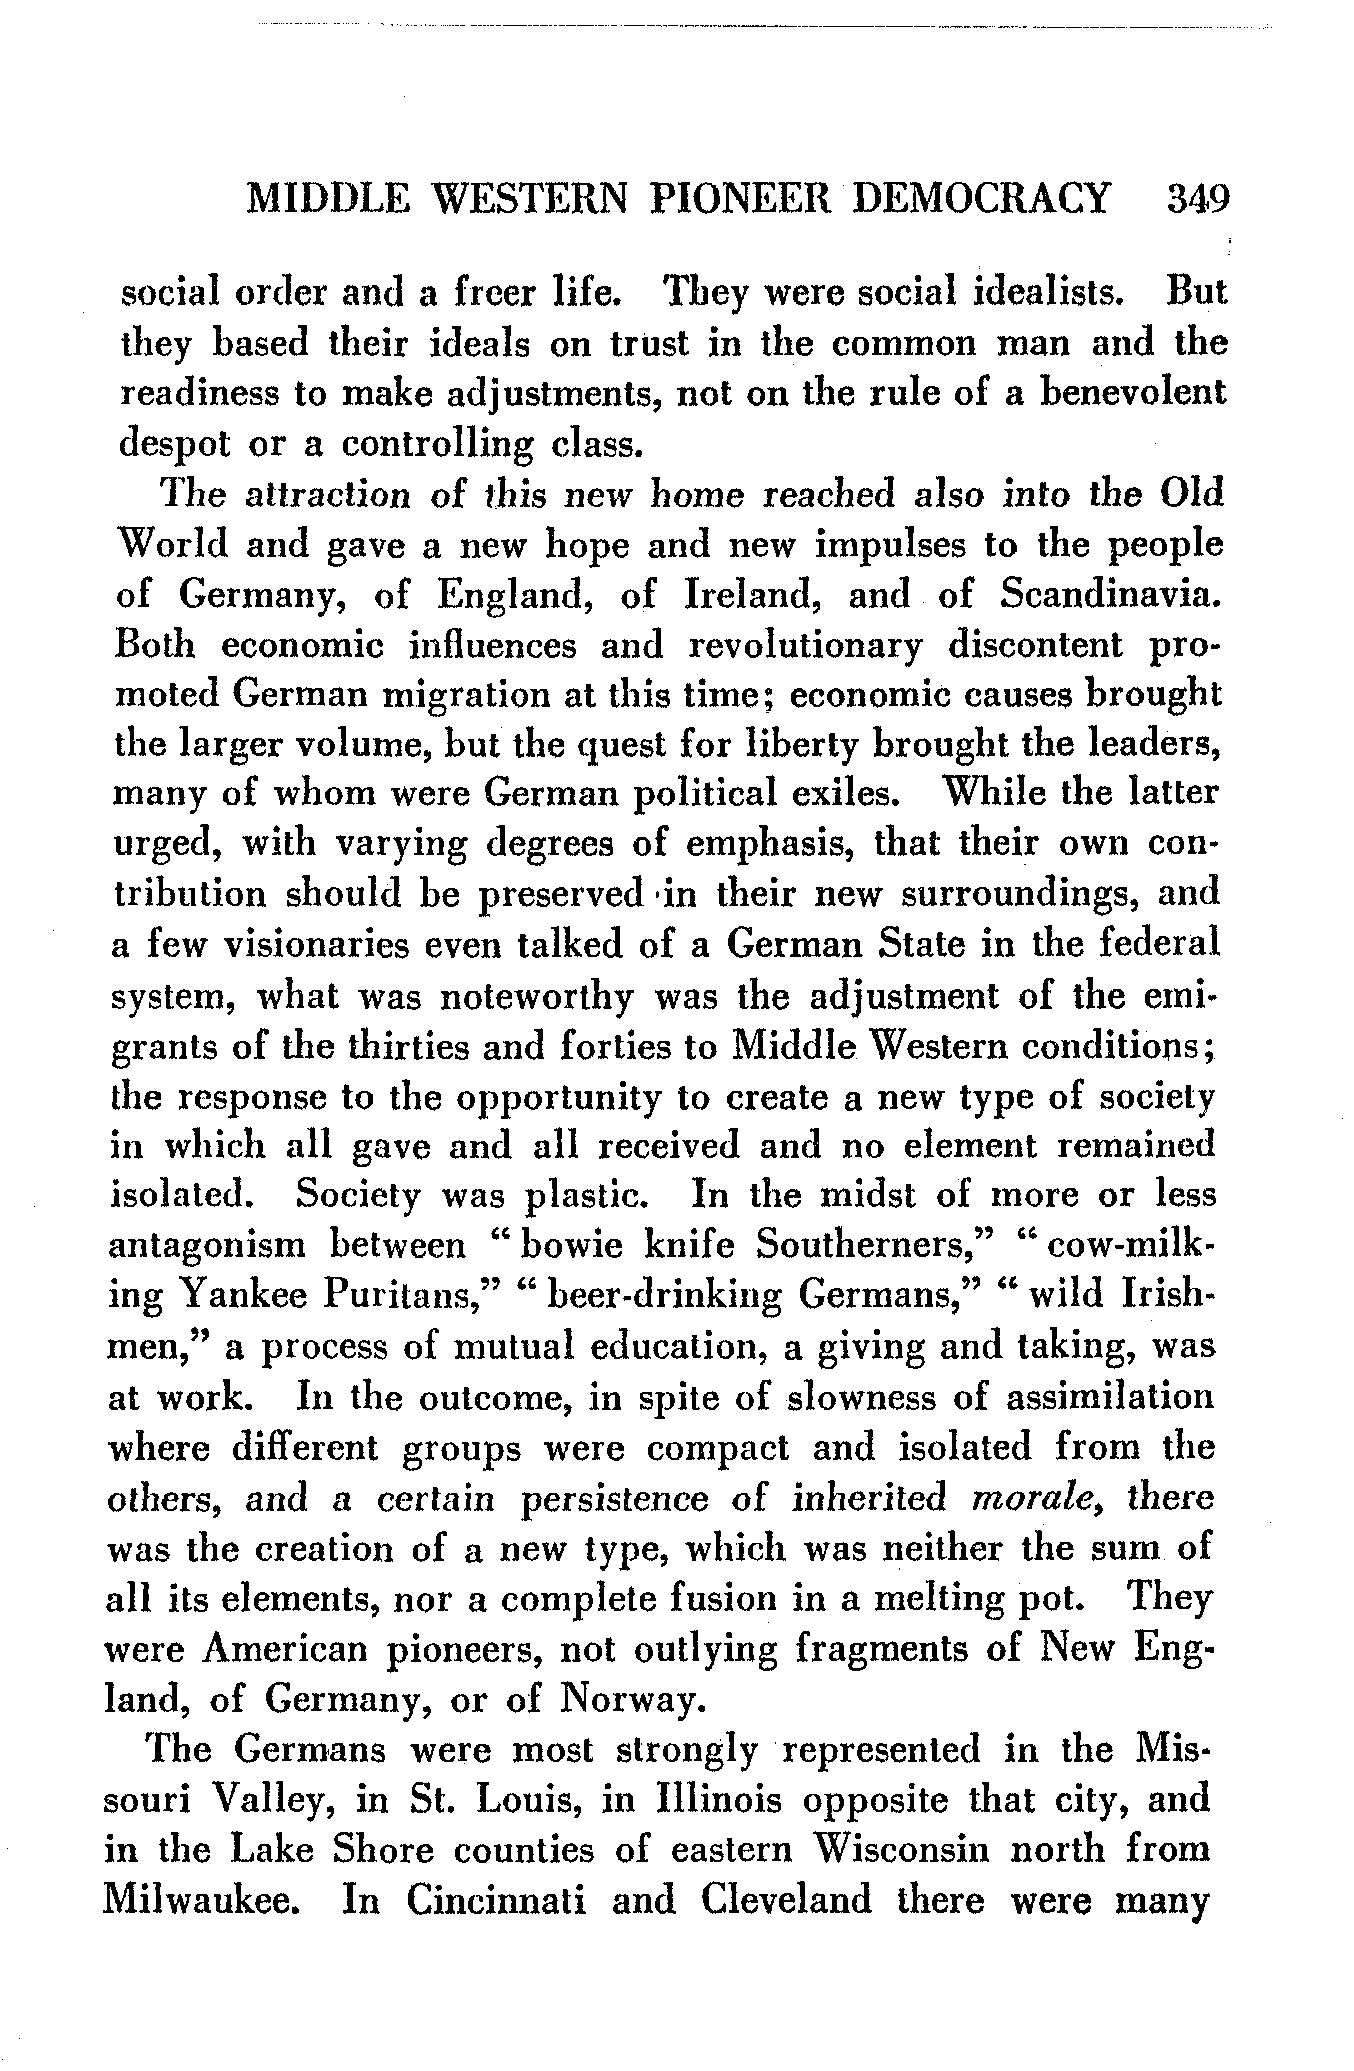 MIDDLE WESTERN PIONEER DEMOCRACY 349
social order and a freer life. They were social idealists. But
they based their ideals on trust in the common man and the
readiness to make adjustments, not on the rule of a benevolent
despot or a controlling class.
The attraction of this new home reached also into the Old
World and gave a new hope and new impulses to the people
of Germany, of England, of Ireland, and of Scandinavia.
Both economic influences and revolutionary discontent pro-
moted German migration at this time; economic causes brought
the larger volume, but the quest for liberty brought the leaders,
many of whom were German political exiles. While the latter
urged, with varying degrees of emphasis, that their own con-
tribution should be preserved in their new surroundings, and
a few visionaries even talked of a German State in the federal
system, what was noteworthy was the adjustment of the emi-
grants of the thirties and forties to Middle Western conditions;
the response to the opportunity to create a new type of society
in which all gave and all received and no element remained
isolated. Society was plastic. In the midst of more or less
antagonism between “ bowie knife Southerners,” “ cow-milk-
ing Yankee Puritans,” “ beer-drinking Germans,” “ wild Irish-
men,” a process of mutual education, a giving and taking, was
at work. In the outcome, in spite of slowness of assimilation
where different groups were compact and isolated from the
others, and a certain persistence of inherited morale, there
was the creation of a new type, which was neither the sum of
all its elements, nor a complete fusion in a melting pot. They
were American pioneers, not outlying fragments of New Eng-
land, of Germany, or of Norway.
The Germans were most strongly represented in the Mis-
souri Valley, in St. Louis, in Illinois opposite that city, and
in the Lake Shore counties of eastern Wisconsin north from
Milwaukee. In Cincinnati and Cleveland there were many